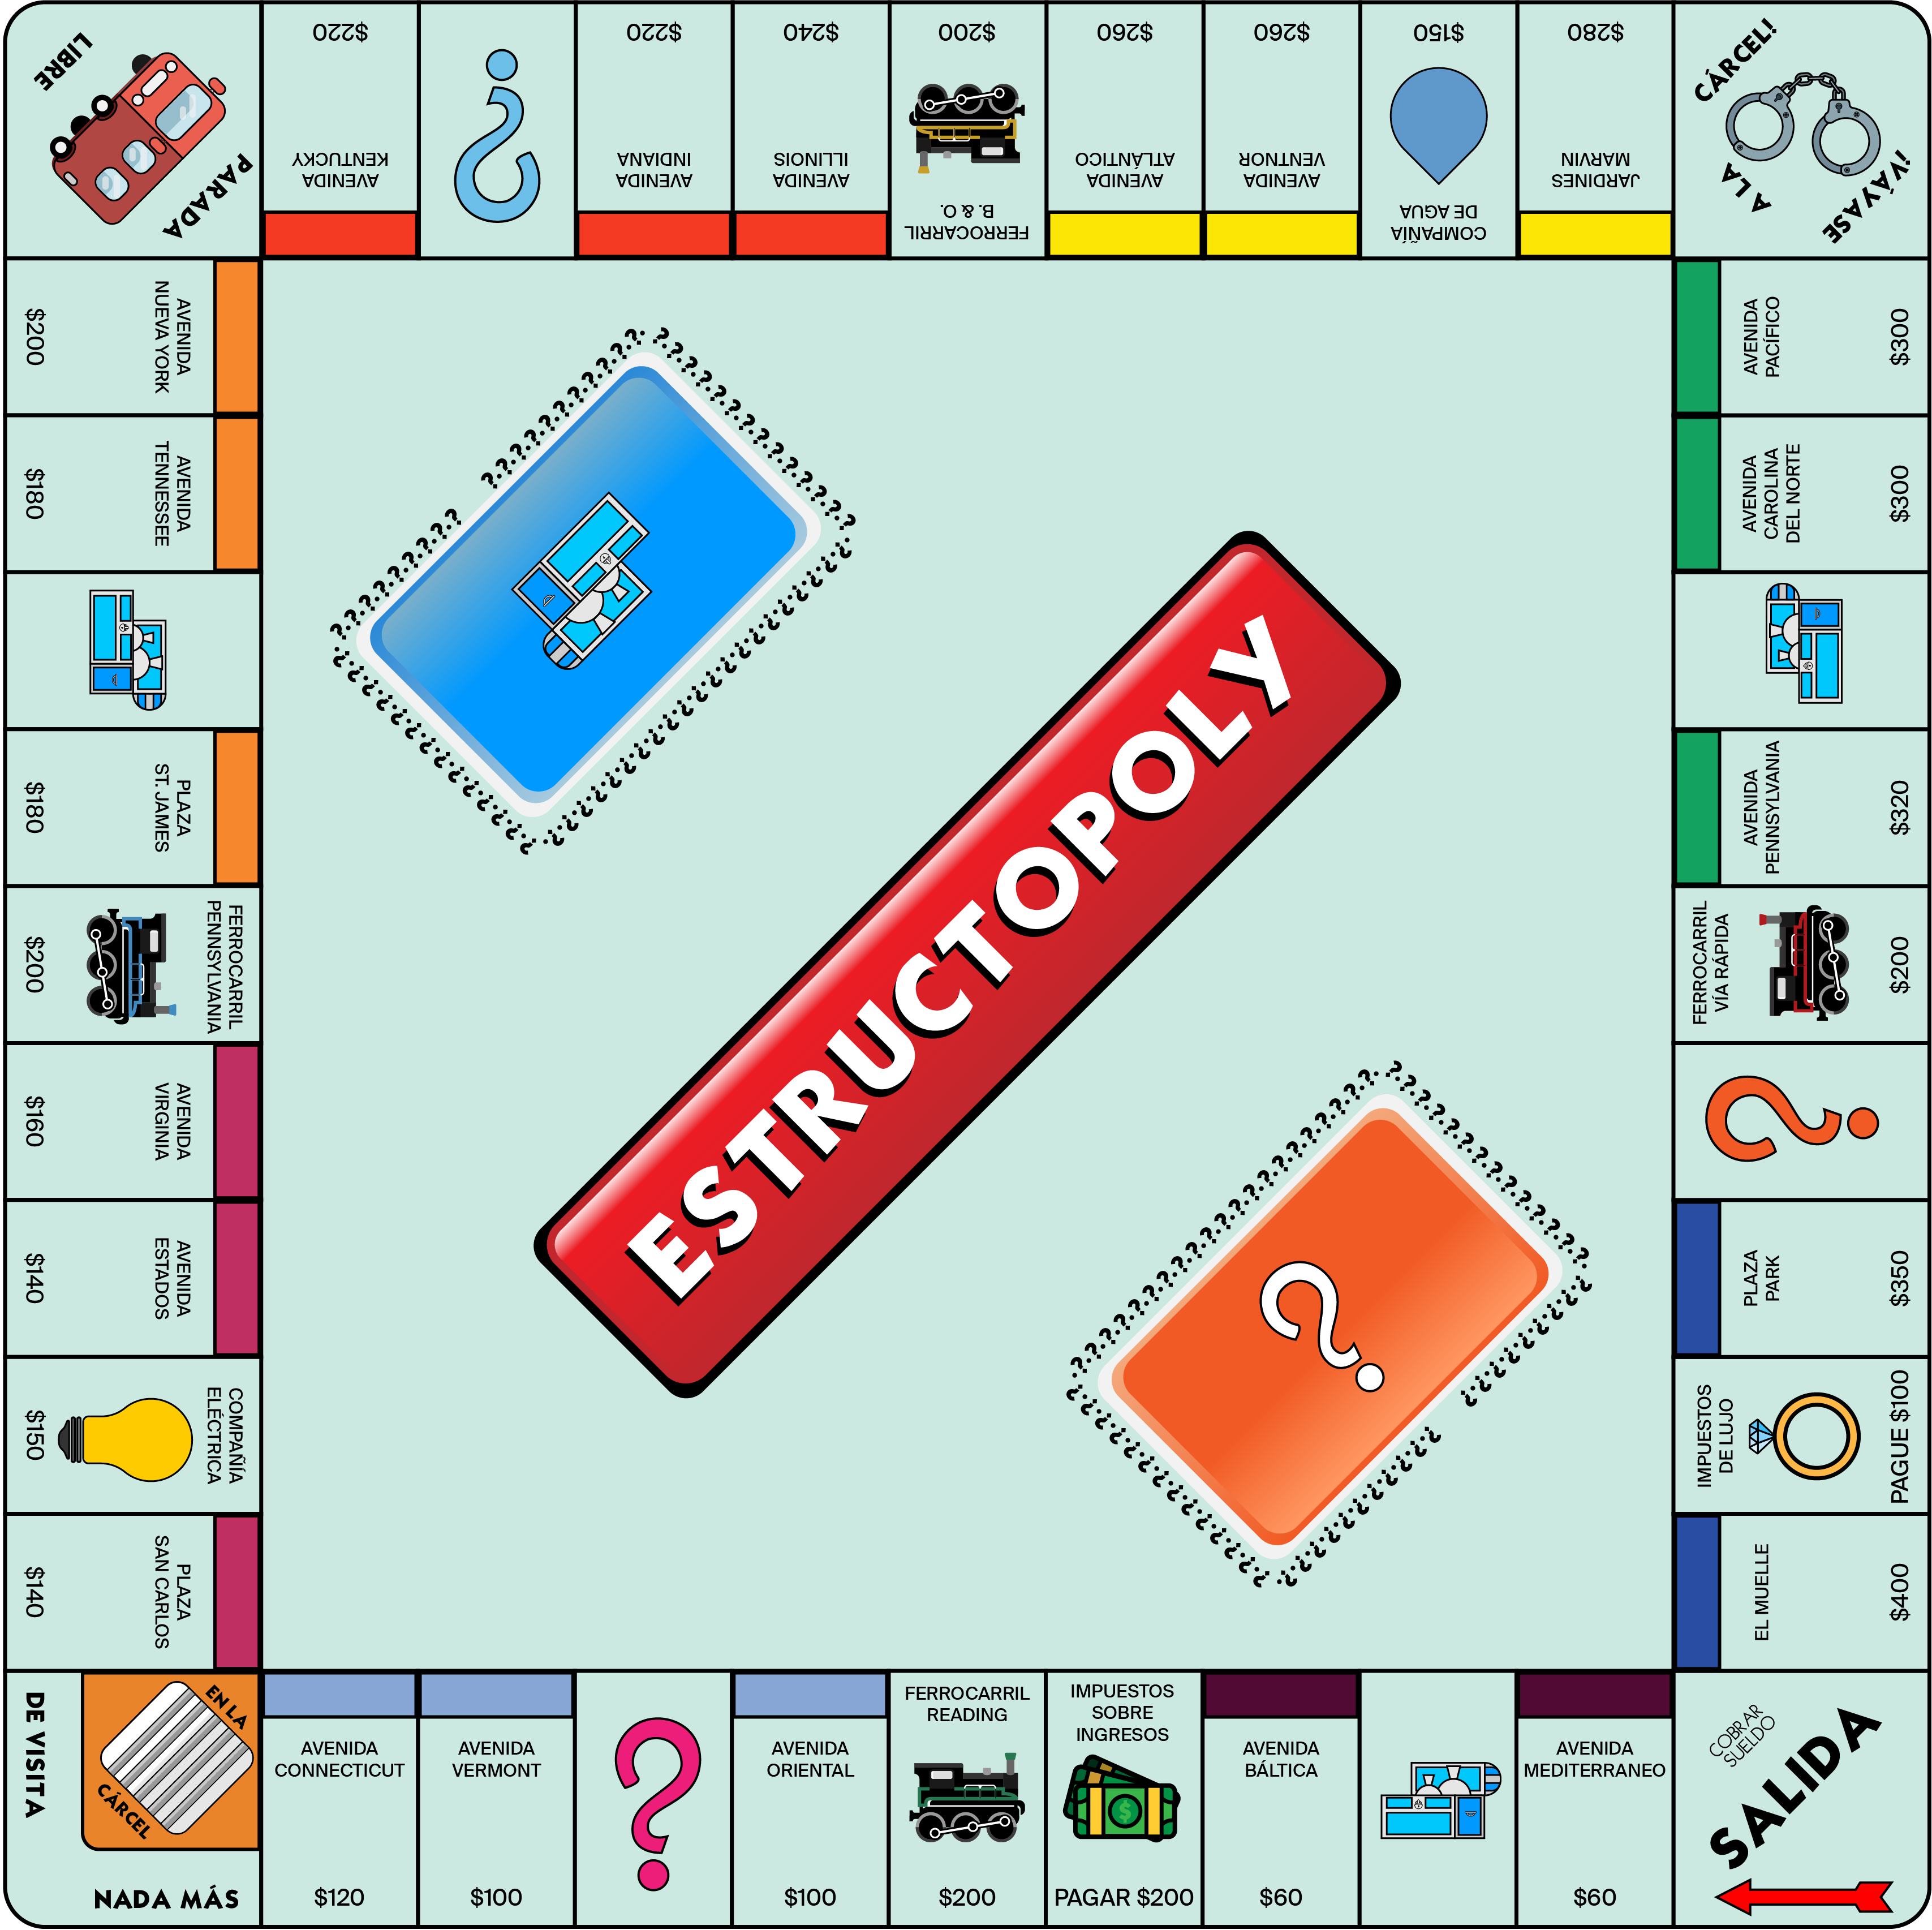 LIBRE
PARADA
$220
AVENIDA
KENTUCKY
$220
AVENIDA
INDIANA
$240
AVENIDA
ILLINOIS
$200
FERROCARRIL
B. & O.
$260
AVENIDA
ATLÁNTICO
$260
AVENIDA
VENTNOR
$150
COMPAÑÍA
DE AGUA
$280
JARDINES
MARVIN
¡VÁYASE
A LA
CÁRCEL!
AVENIDA
NUEVA YORK
$200
AVENIDA
TENNESSEE
$180
PLAZA
ST. JAMES
$180
FERROCARRIL
PENNSYLVANIA
$200
AVENIDA
VIRGINIA
$160
AVENIDA
ESTADOS
$140
COMPAÑÍA
ELÉCTRICA
$150
PLAZA
SAN CARLOS
$140
ESTRUCTOPOLY
?
AVENIDA
PACÍFICO
$300
AVENIDA
CAROLINA
DEL NORTE
$300
AVENIDA
PENNSYLVANIA
$320
FERROCARRIL
VÍA RÁPIDA
$200
?
PLAZA
PARK
$350
IMPUESTOS
DE LUJO
PAGUE $100
EL MUELLE
$400
EN LA
CÁRCEL
DE VISITA
NADA MÁS
AVENIDA
CONNECTICUT
$120
AVENIDA
VERMONT
$100
?
AVENIDA
ORIENTAL
$100
FERROCARRIL
READING
$200
IMPUESTOS
SOBRE
INGRESOS
$
PAGAR $200
AVENIDA
BÁLTICA
$60
AVENIDA
MEDITERRANEO
$60
COBRAR
SUELDO
SALIDA